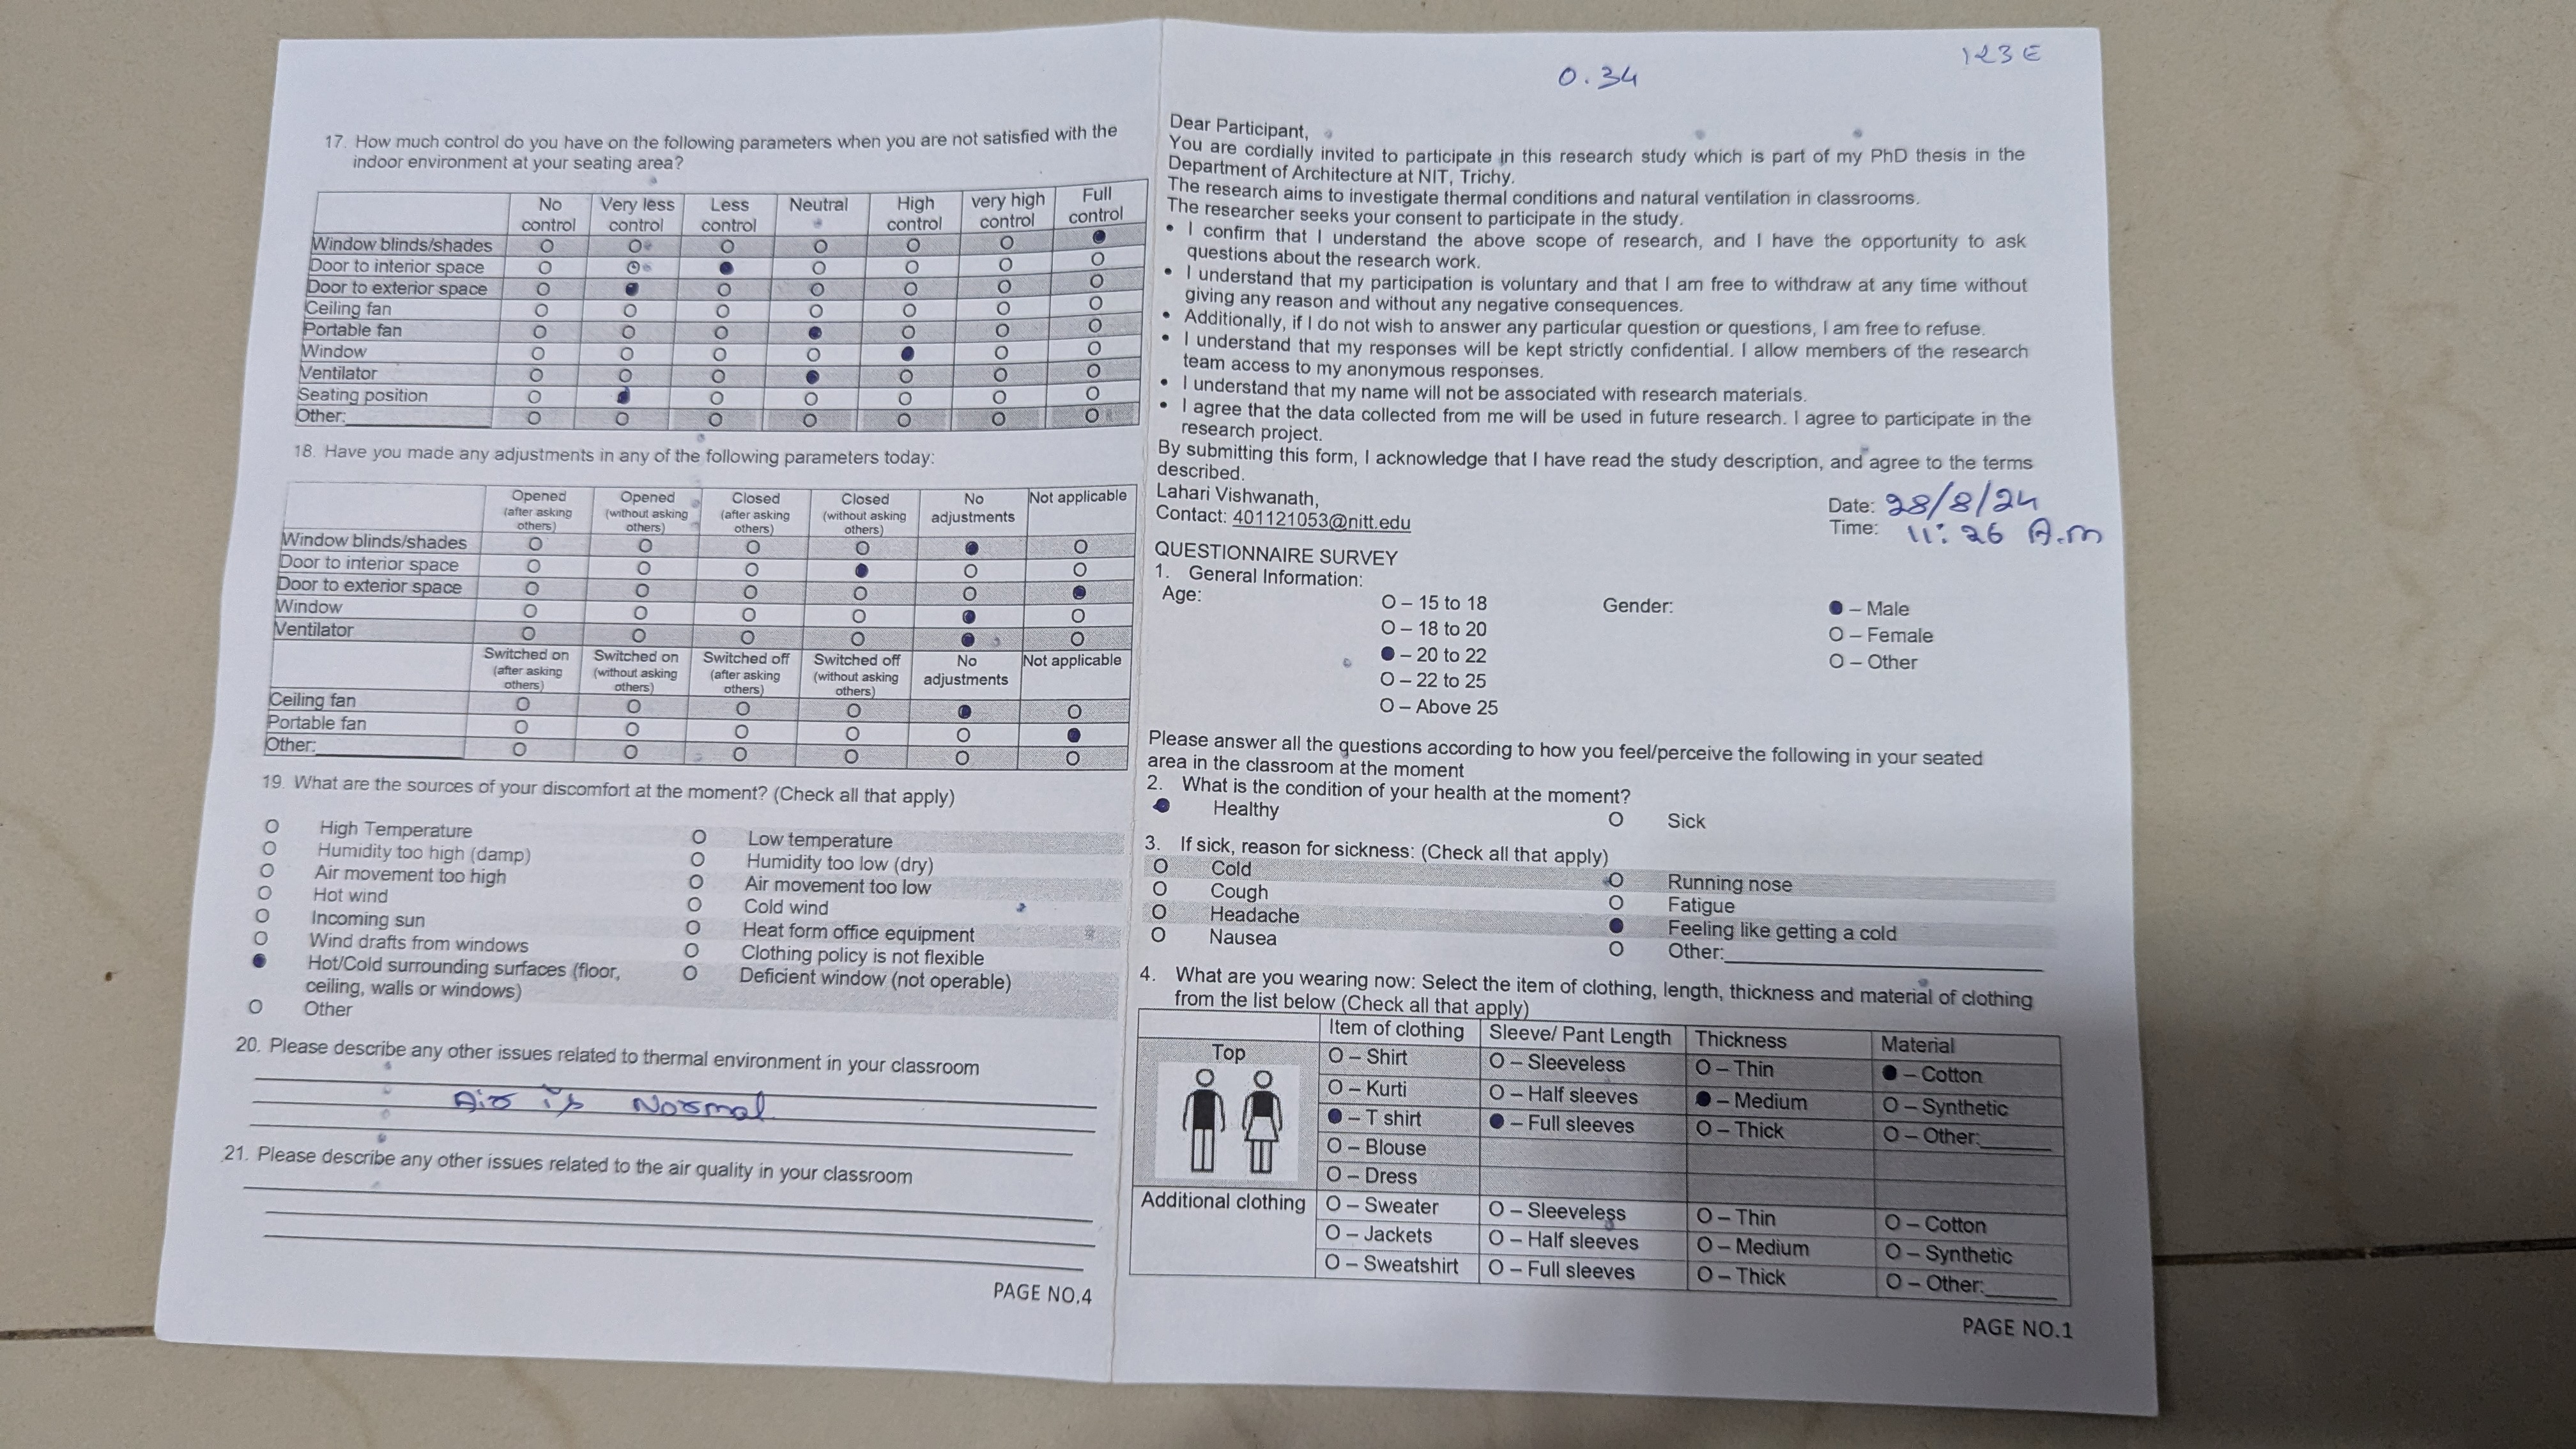 17. How much control do you have on the following parameters when you are not satisfied with the
indoor environment at your seating area?
No control Very less control Less control Neutral High control very high control Full control
Window blinds/shades O O O O O O ●
Door to interior space O O ● O O O O
Door to exterior space O ● O O O O O
Ceiling fan O O O O O O O
Portable fan O O O ● O O O
Window O O O O ● O O
Ventilator O O O ● O O O
Seating position O ● O O O O O
Other:________ O O O O O O O
18. Have you made any adjustments in any of the following parameters today:
Opened (after asking others) Opened (without asking others) Closed (after asking others) Closed (without asking others) No adjustments Not applicable
Window blinds/shades O O O O ● O
Door to interior space O O O ● O O
Door to exterior space O O O O O ●
Window O O O O ● O
Ventilator O O O O ● O
Switched on (after asking others) Switched on (without asking others) Switched off (after asking others) Switched off (without asking others) No adjustments Not applicable
Ceiling fan O O O O ● O
Portable fan O O O O O ●
Other:________ O O O O O O
19. What are the sources of your discomfort at the moment? (Check all that apply)
O High Temperature O Low temperature
O Humidity too high (damp) O Humidity too low (dry)
O Air movement too high O Air movement too low
O Hot wind O Cold wind
O Incoming sun O Heat form office equipment
O Wind drafts from windows O Clothing policy is not flexible
● Hot/Cold surrounding surfaces (floor, O Deficient window (not operable)
ceiling, walls or windows)
O Other
20. Please describe any other issues related to thermal environment in your classroom
Air is Normal
21. Please describe any other issues related to the air quality in your classroom
PAGE NO.4
0.34
123E
Dear Participant,
You are cordially invited to participate in this research study which is part of my PhD thesis in the
Department of Architecture at NIT, Trichy.
The research aims to investigate thermal conditions and natural ventilation in classrooms.
The researcher seeks your consent to participate in the study.
• I confirm that I understand the above scope of research, and I have the opportunity to ask
questions about the research work.
• I understand that my participation is voluntary and that I am free to withdraw at any time without
giving any reason and without any negative consequences.
• Additionally, if I do not wish to answer any particular question or questions, I am free to refuse.
• I understand that my responses will be kept strictly confidential. I allow members of the research
team access to my anonymous responses.
• I understand that my name will not be associated with research materials.
• I agree that the data collected from me will be used in future research. I agree to participate in the
research project.
By submitting this form, I acknowledge that I have read the study description, and agree to the terms
described.
Lahari Vishwanath,
Contact: 401121053@nitt.edu
Date: 28/8/24
Time: 11:26 A.m
QUESTIONNAIRE SURVEY
1. General Information:
Age: O – 15 to 18 Gender: ● – Male
O – 18 to 20 O – Female
● – 20 to 22 O – Other
O – 22 to 25
O – Above 25
Please answer all the questions according to how you feel/perceive the following in your seated
area in the classroom at the moment
2. What is the condition of your health at the moment?
● Healthy O Sick
3. If sick, reason for sickness: (Check all that apply)
O Cold O Running nose
O Cough O Fatigue
O Headache ● Feeling like getting a cold
O Nausea O Other:________
4. What are you wearing now: Select the item of clothing, length, thickness and material of clothing
from the list below (Check all that apply)
Item of clothing Sleeve/ Pant Length Thickness Material
Top O – Shirt O – Sleeveless O – Thin ● – Cotton
O – Kurti O – Half sleeves ● – Medium O – Synthetic
● – T shirt ● – Full sleeves O – Thick O – Other:______
O – Blouse
O – Dress
Additional clothing O – Sweater O – Sleeveless O – Thin O – Cotton
O – Jackets O – Half sleeves O – Medium O – Synthetic
O – Sweatshirt O – Full sleeves O – Thick O – Other:______
PAGE NO.1